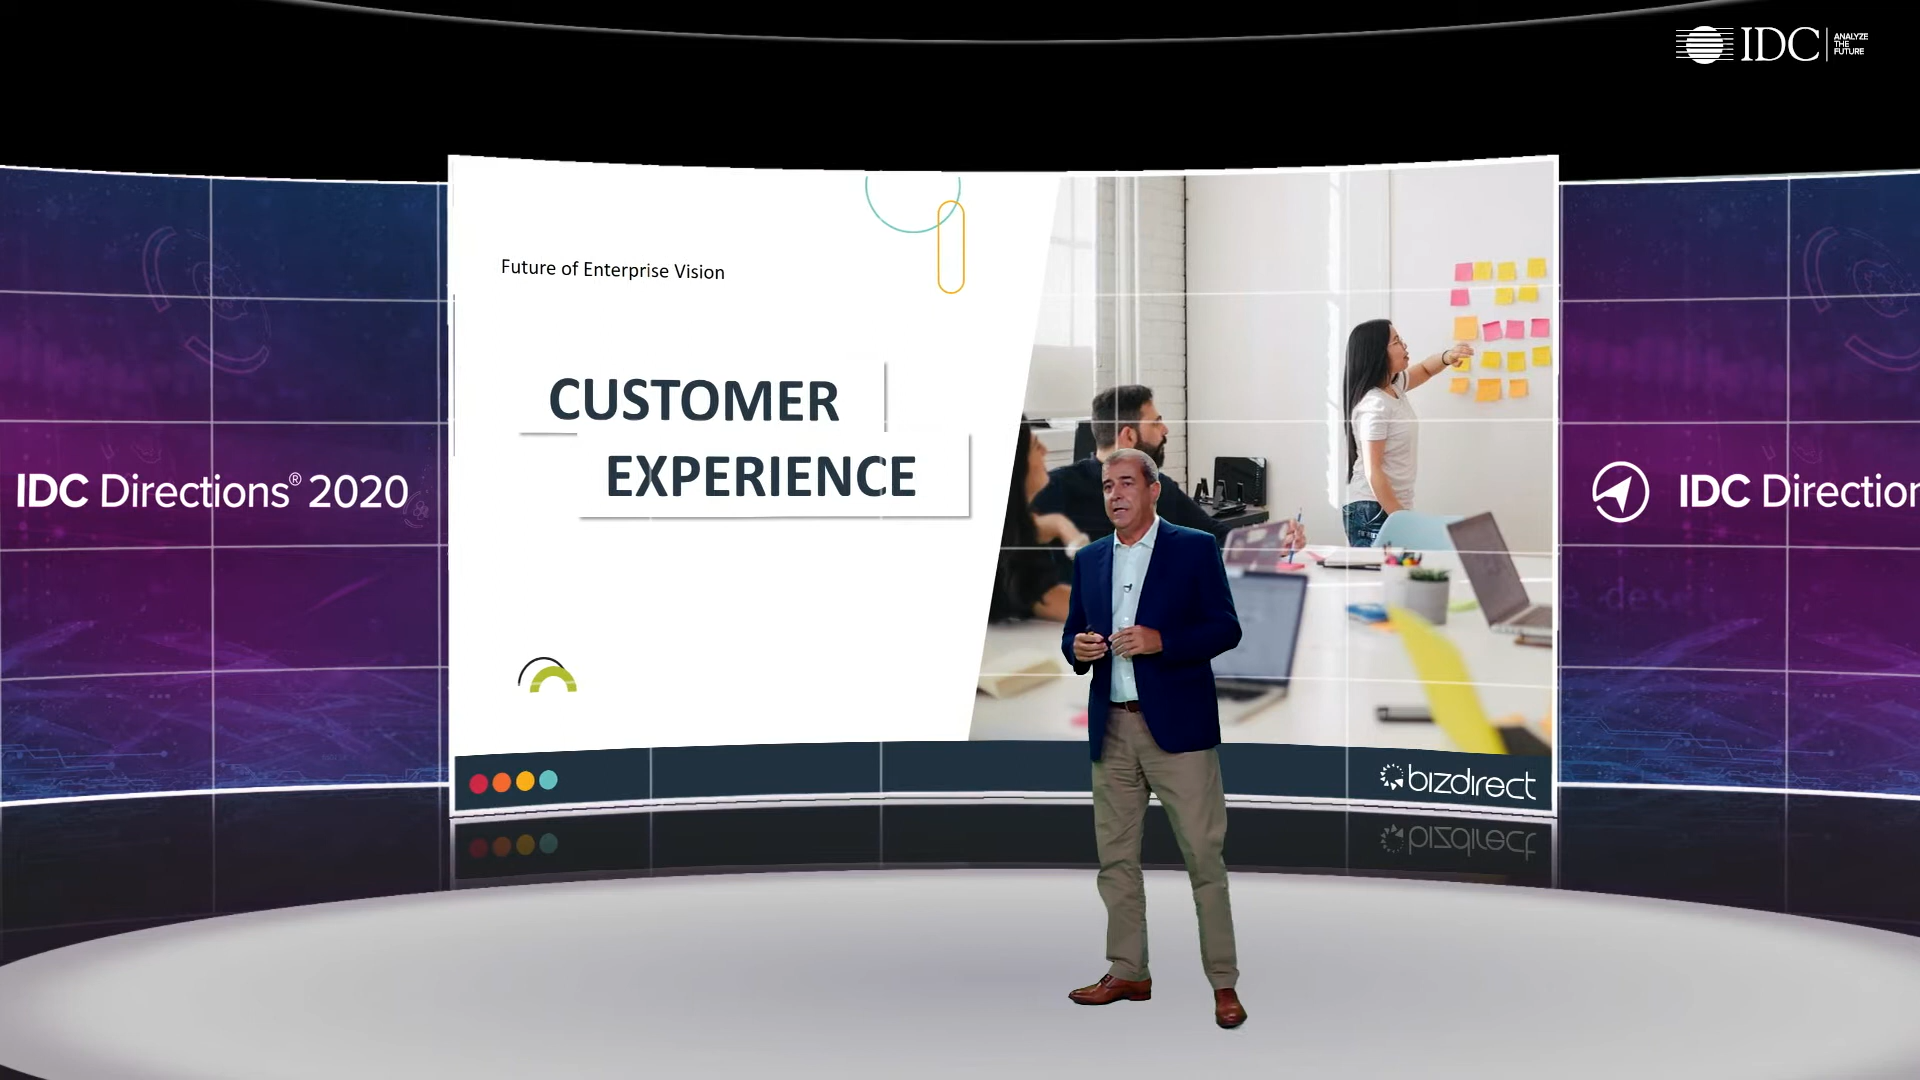 IDC
ANALYZE
THE
FUTURE
Future of Enterprise Vision
CUSTOMER
EXPERIENCE
IDC Directions® 2020
IDC Direction
bizdirect